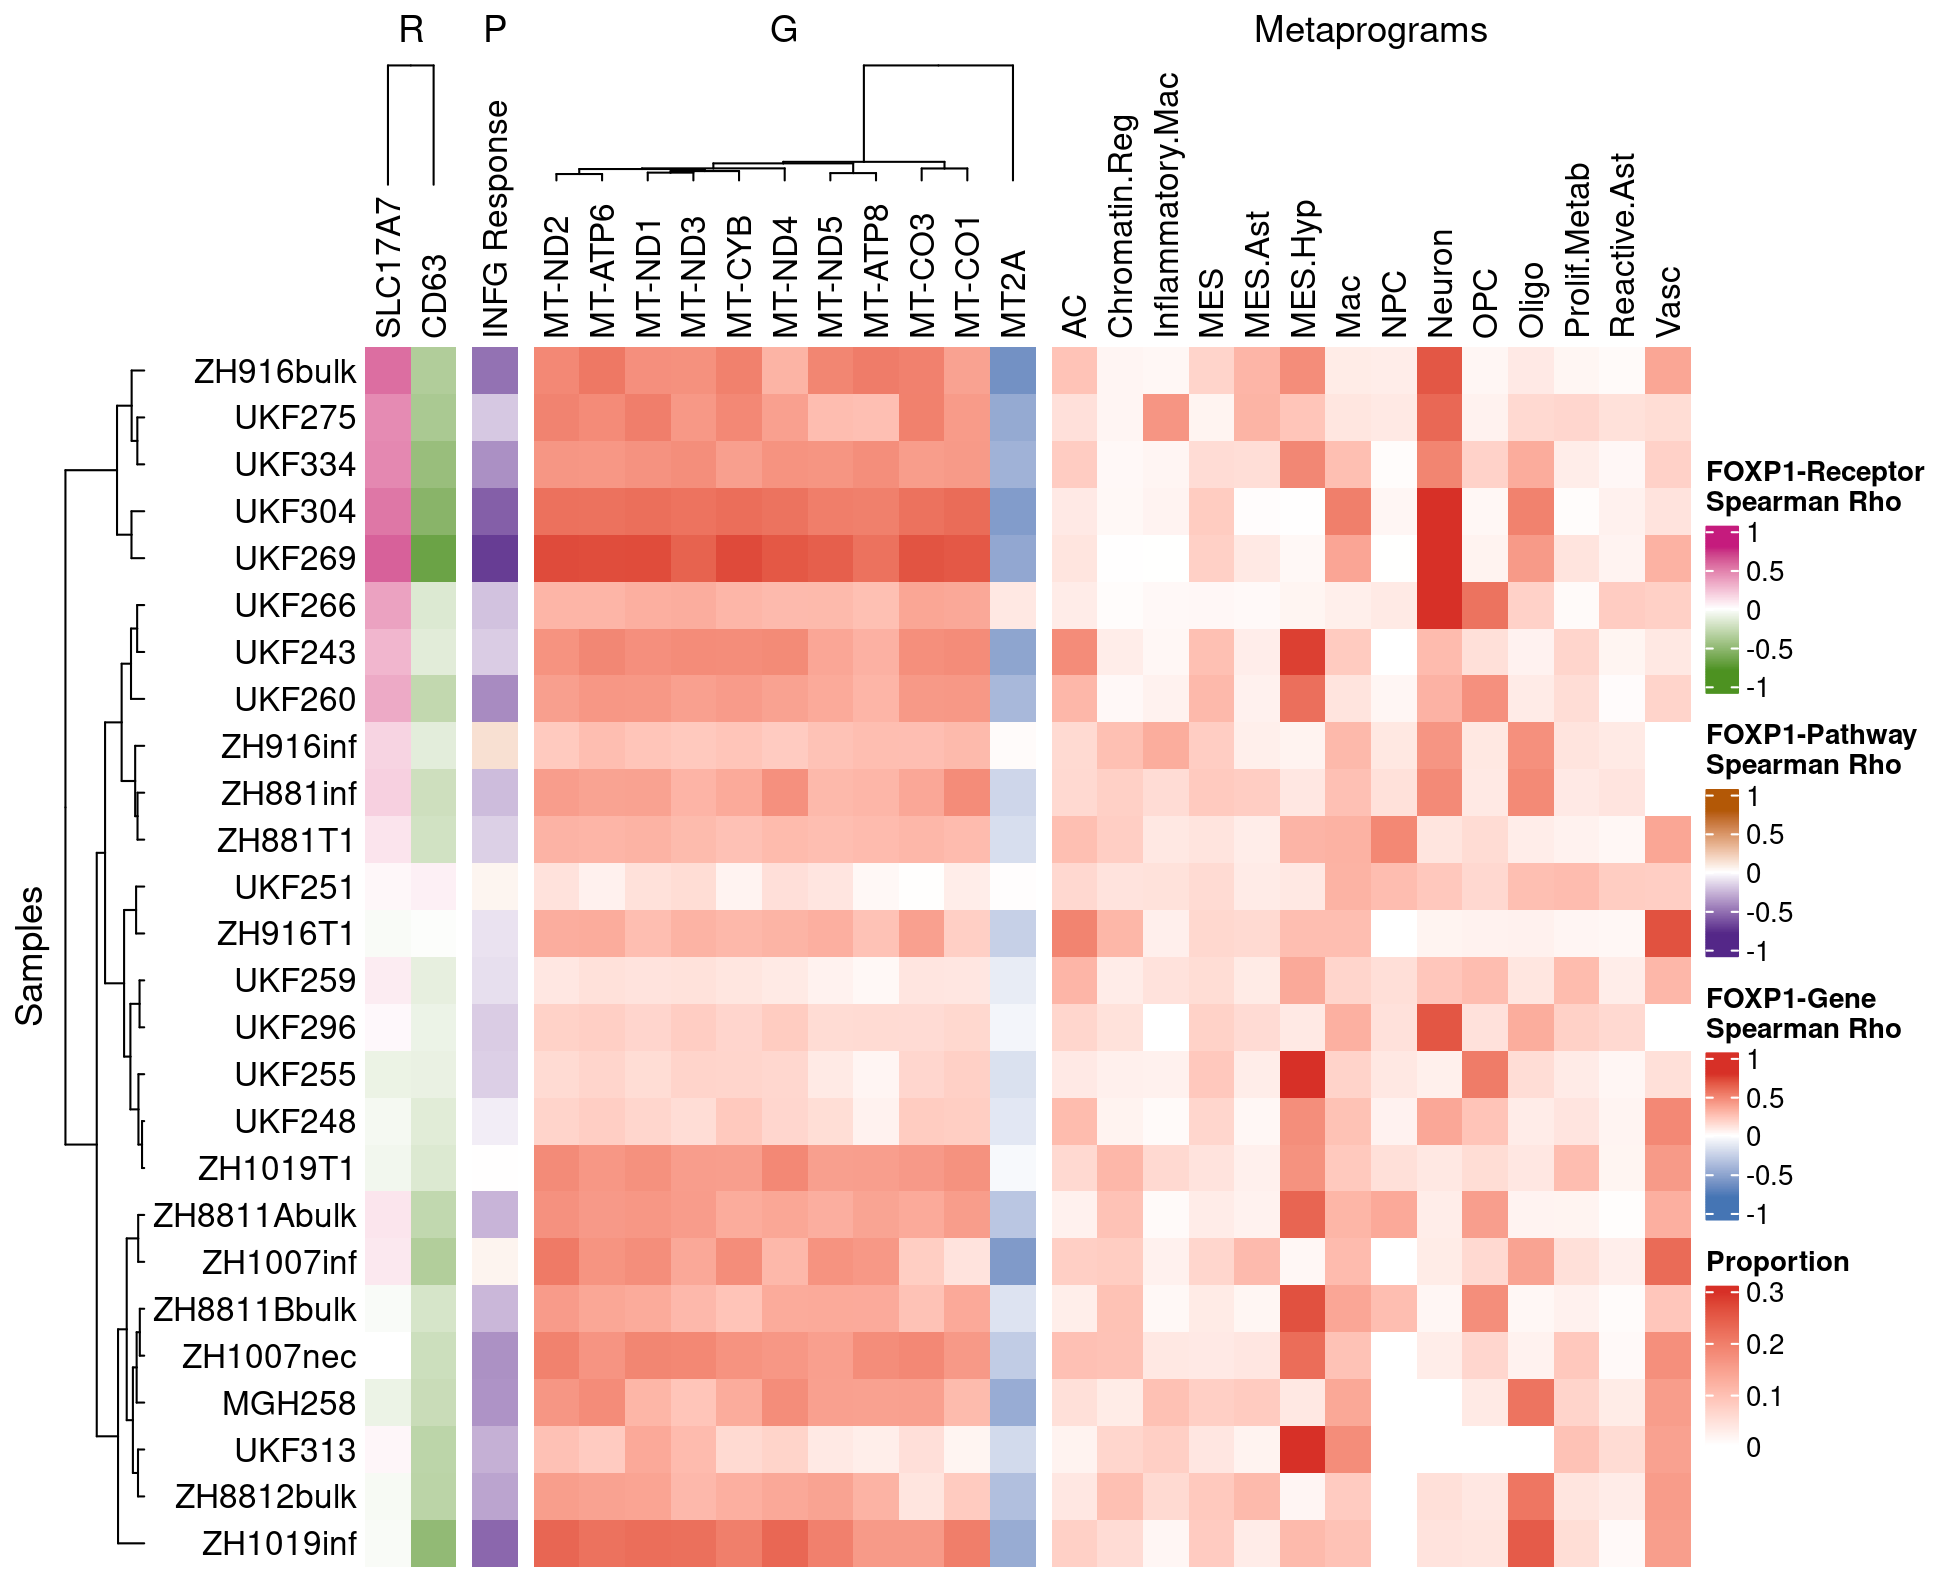 R P G Metaprograms
SLC17A7
CD63
INFG Response
MT-ND2
MT-ATP6
MT-ND1
MT-ND3
MT-CYB
MT-ND4
MT-ND5
MT-ATP8
MT-CO3
MT-CO1
MT2A
AC
Chromatin.Reg
Inflammatory.Mac
MES
MES.Ast
MES.Hyp
Mac
NPC
Neuron
OPC
Oligo
Prolif.Metab
Reactive.Ast
Vasc
Samples
ZH916bulk
UKF275
UKF334
UKF304
UKF269
UKF266
UKF243
UKF260
ZH916inf
ZH881inf
ZH881T1
UKF251
ZH916T1
UKF259
UKF296
UKF255
UKF248
ZH1019T1
ZH8811Abulk
ZH1007inf
ZH8811Bbulk
ZH1007nec
MGH258
UKF313
ZH8812bulk
ZH1019inf
FOXP1-Receptor
Spearman Rho
1
0.5
0
-0.5
-1
FOXP1-Pathway
Spearman Rho
1
0.5
0
-0.5
-1
FOXP1-Gene
Spearman Rho
1
0.5
0
-0.5
-1
Proportion
0.3
0.2
0.1
0